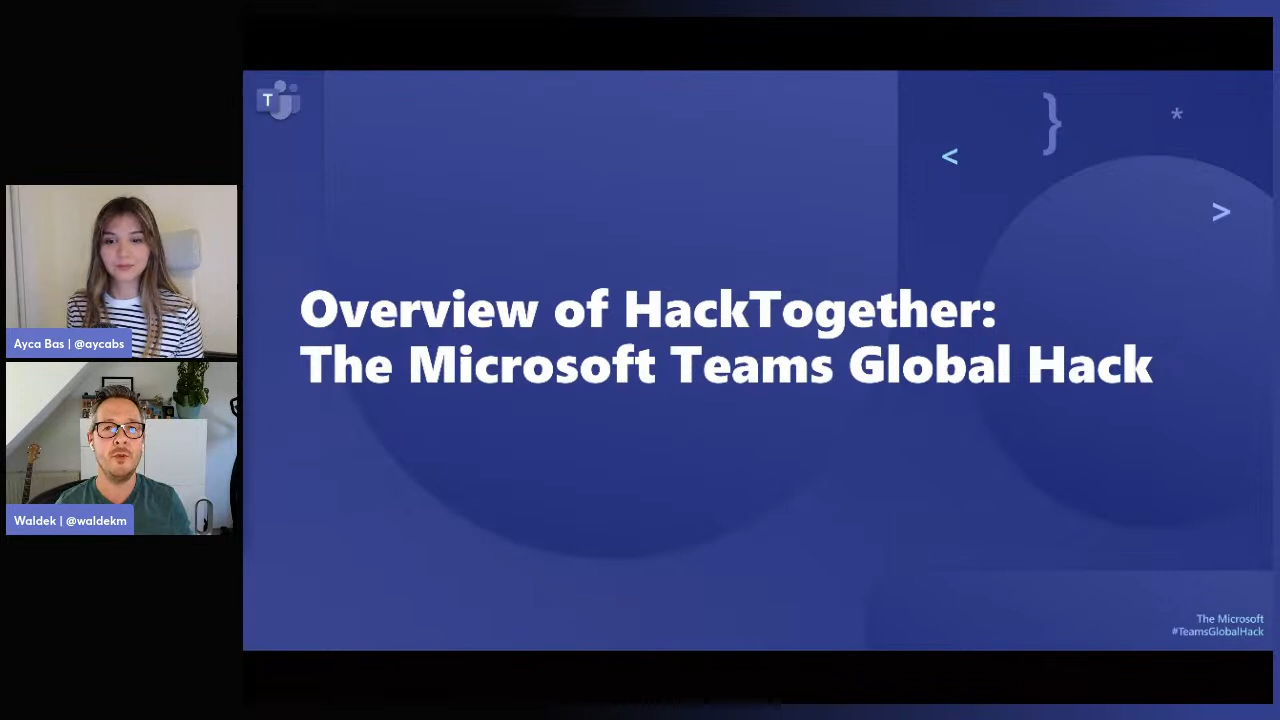 T
}
*
<
>
Overview of HackTogether:
The Microsoft Teams Global Hack
Ayca Bas | @aycabs
Waldek | @waldekm
The Microsoft
#TeamsGlobalHack